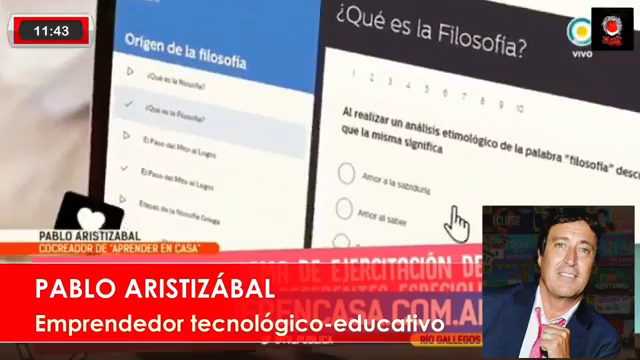 11:43
¿Qué es la Filosofía?
VIVO
Origen de la filosofía
¿Qué es la filosofía?
¿Qué es la Filosofía?
El Paso del Mito al Logos
El Paso del Mito al Logos
Etapas de la filosofía Griega
1 2 3 4 5 6 7 8 9 10
Al realizar un análisis etimológico de la palabra "filosofía"
que la misma significa
Amor a la sabiduría
Amor al saber
PABLO ARISTIZABAL
COCREADOR DE "APRENDER EN CASA"
DE EJERCITACIÓN DE
PABLO ARISTIZÁBAL
Emprendedor tecnológico-educativo
RÍO GALLEGOS